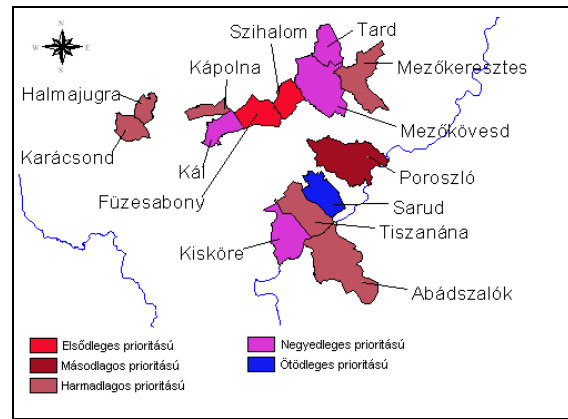 N
W E
S
Szihalom
Tard
Kápolna
Mezőkeresztes
Halmajugra
Karácsond
Mezőkövesd
Kál
Poroszló
Füzesabony
Sarud
Tiszanána
Kisköre
Abádszalók
Elsődleges prioritású
Negyedleges prioritású
Másodlagos prioritású
Ötödleges prioritású
Harmadlagos prioritású